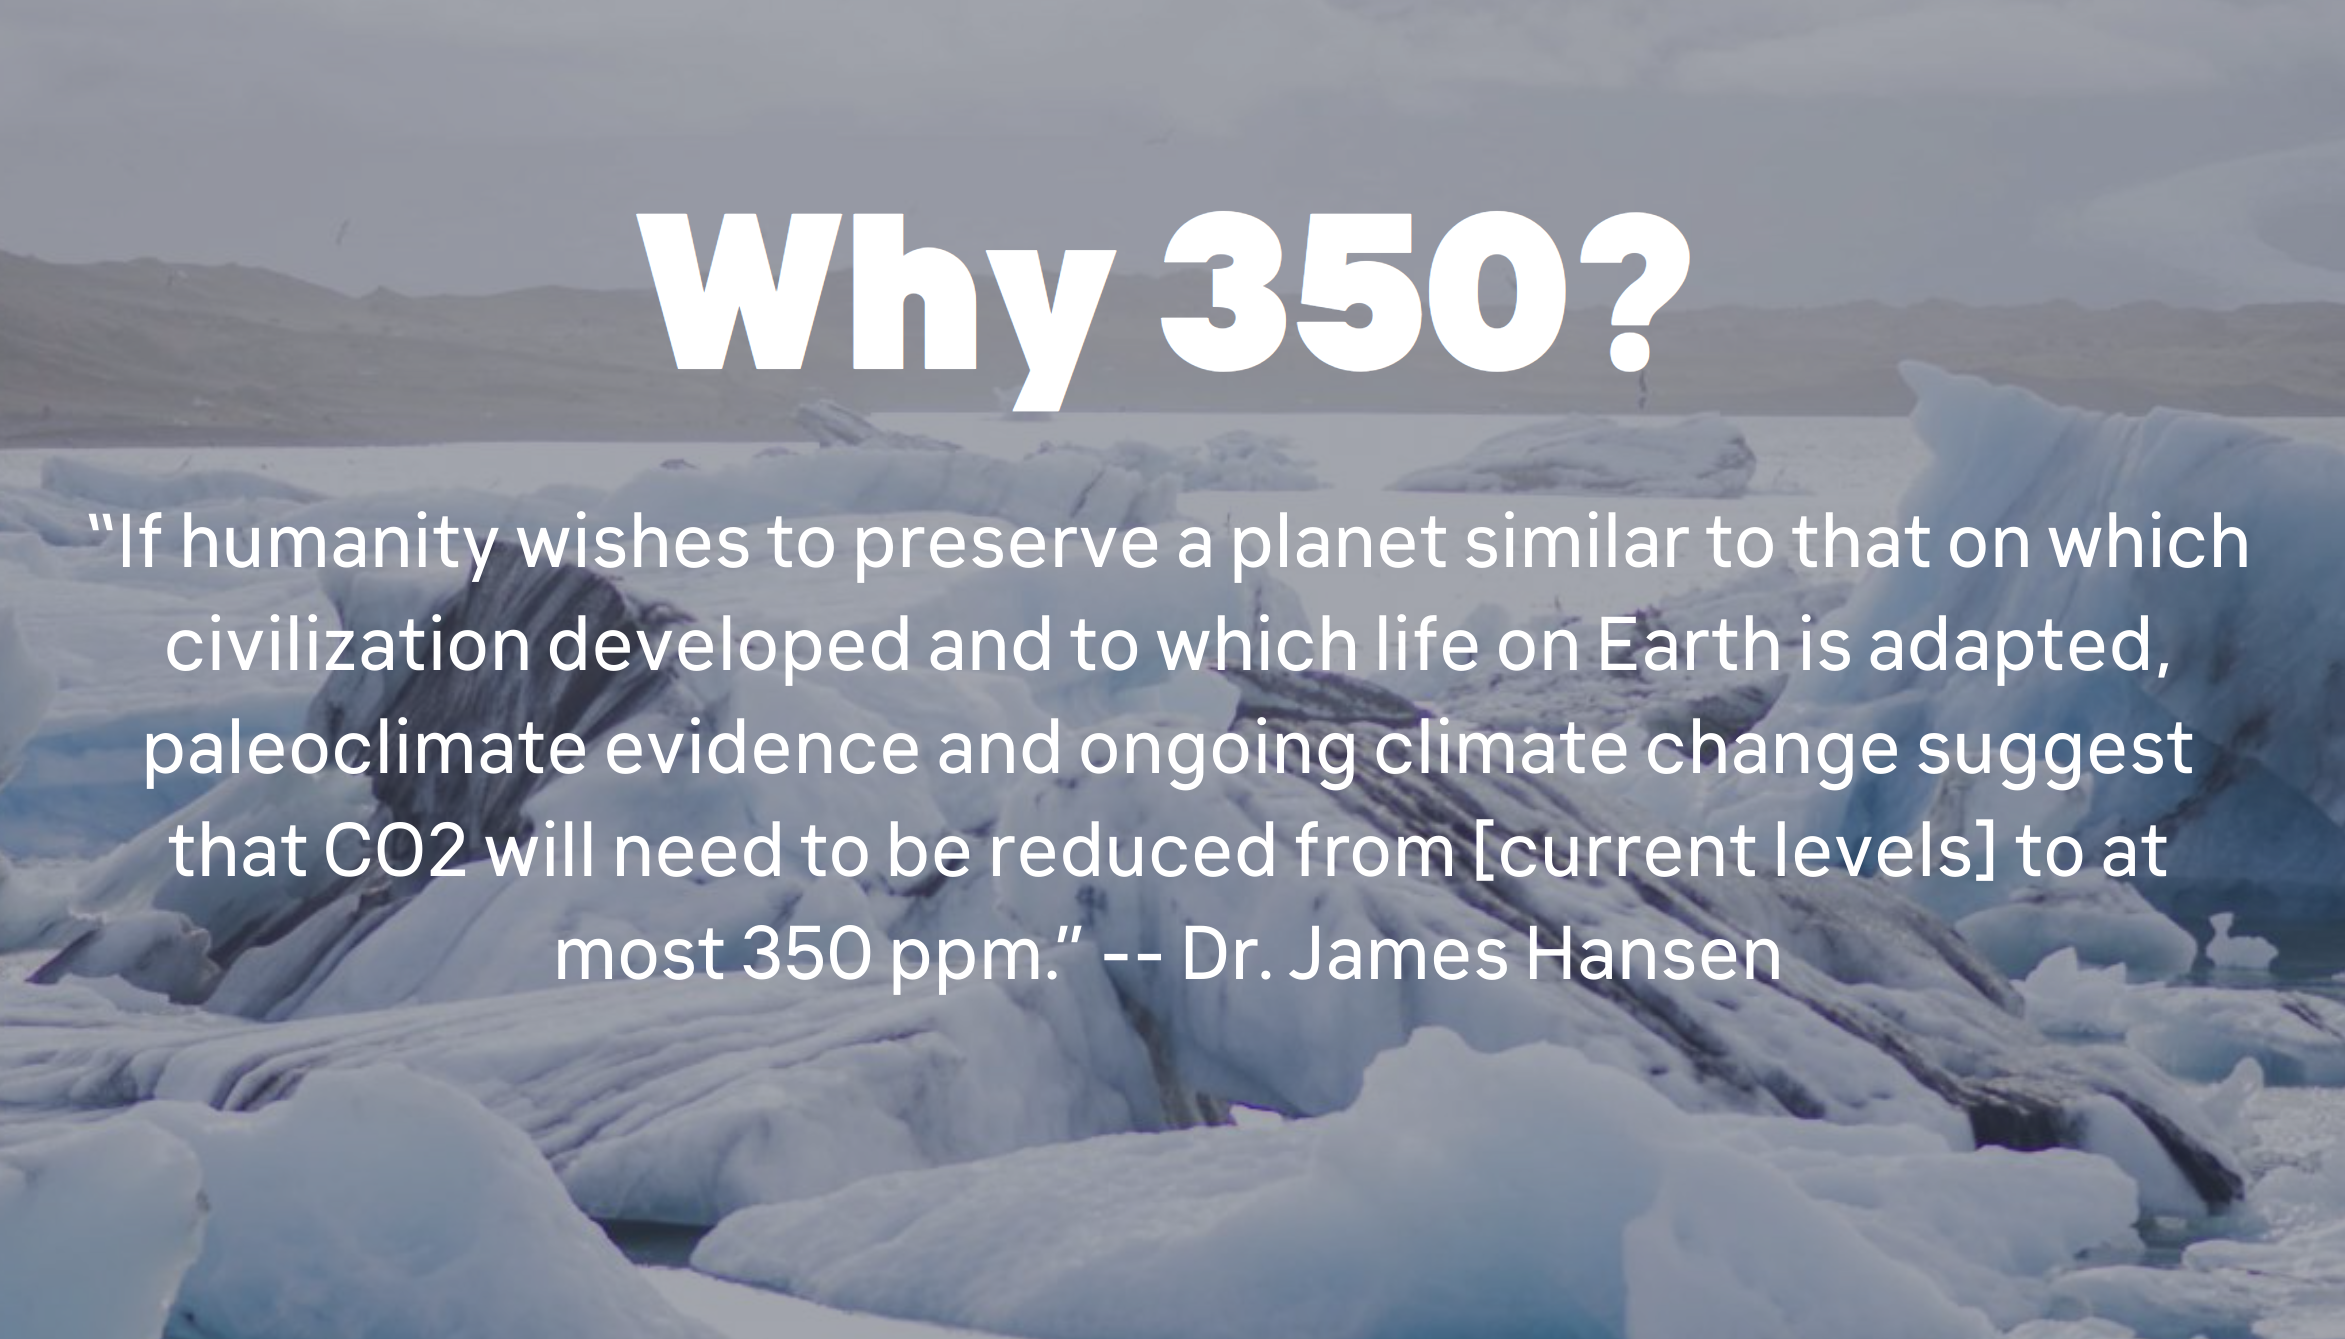 Why 350?
“If humanity wishes to preserve a planet similar to that on which
civilization developed and to which life on Earth is adapted,
paleoclimate evidence and ongoing climate change suggest
that CO2 will need to be reduced from [current levels] to at
most 350 ppm.” -- Dr. James Hansen